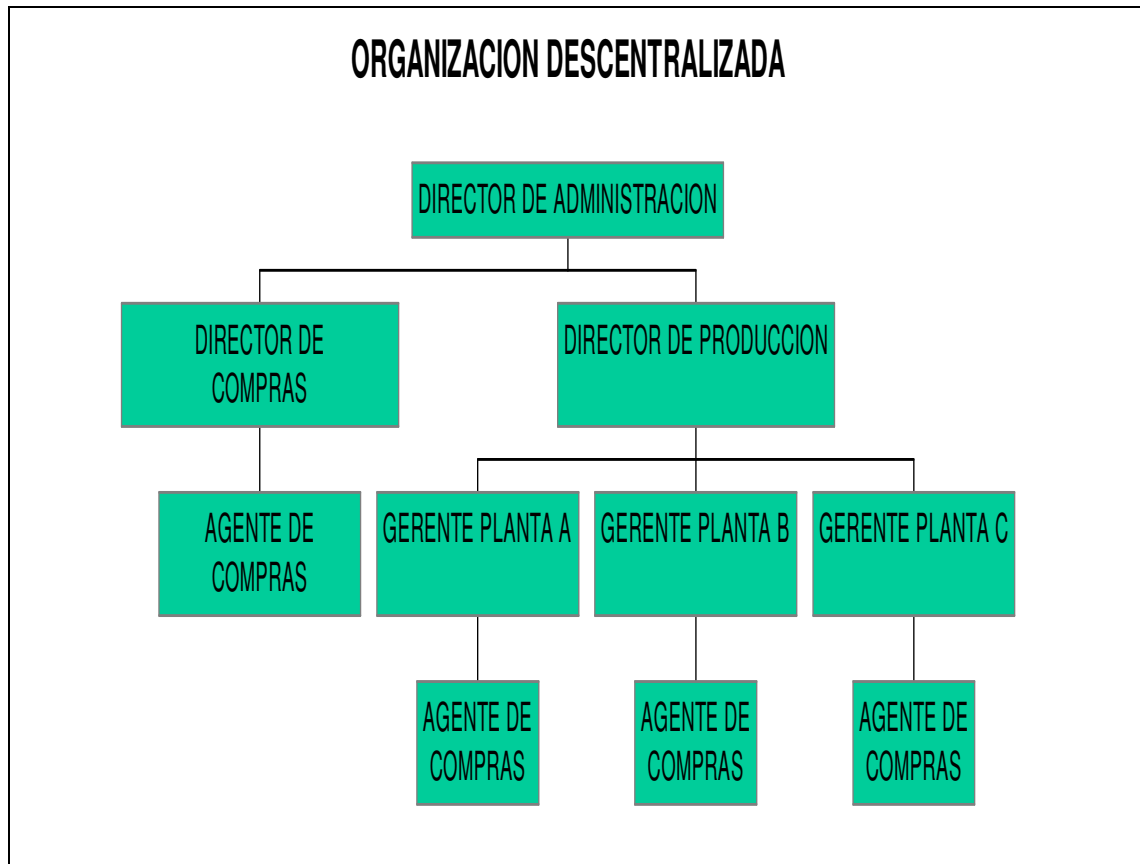 ORGANIZACION DESCENTRALIZADA
DIRECTOR DE ADMINISTRACION
DIRECTOR DE
COMPRAS
DIRECTOR DE PRODUCCION
AGENTE DE
COMPRAS
GERENTE PLANTA A
GERENTE PLANTA B
GERENTE PLANTA C
AGENTE DE
COMPRAS
AGENTE DE
COMPRAS
AGENTE DE
COMPRAS